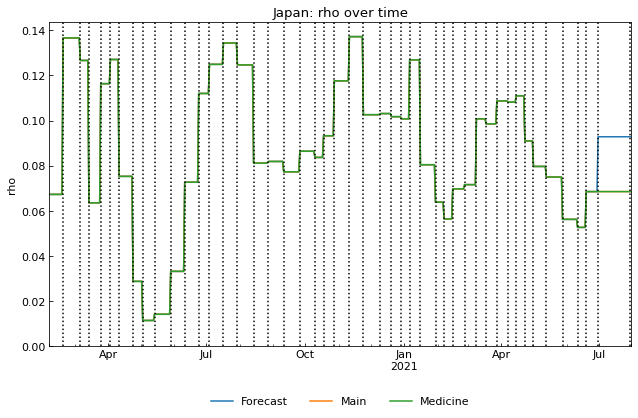 Japan: rho over time
0.14
0.12
0.10
0.08
0.06
0.04
0.02
0.00
rho
Apr Jul Oct Jan Apr Jul
2021
Forecast Main Medicine